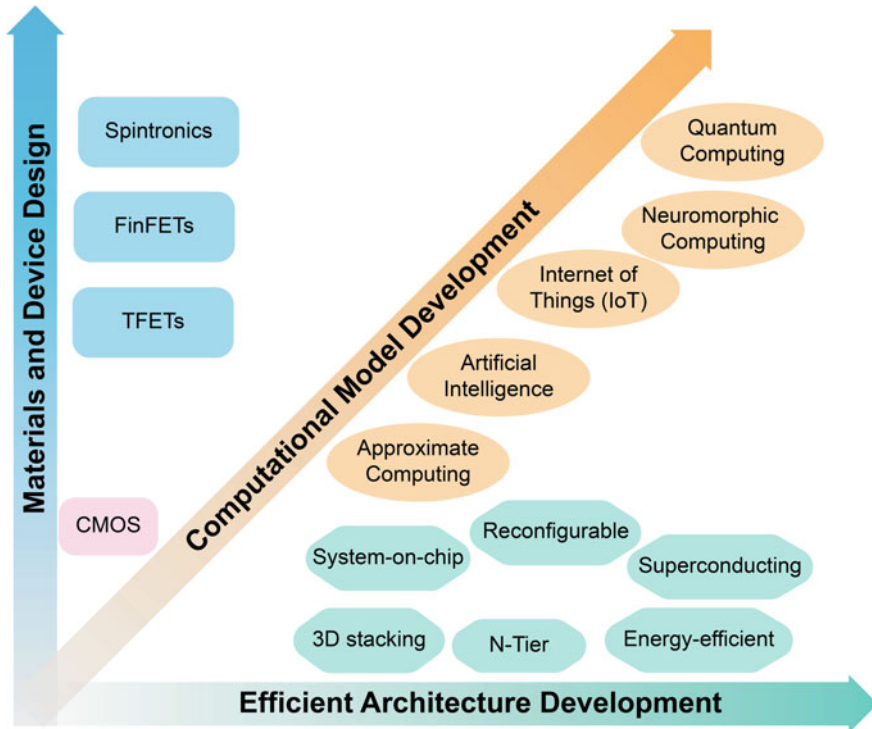 Materials and Device Design
Spintronics
FinFETs
TFETs
CMOS
Computational Model Development
Quantum
Computing
Neuromorphic
Computing
Internet of
Things (IoT)
Artificial
Intelligence
Approximate
Computing
System-on-chip
Reconfigurable
Superconducting
3D stacking
N-Tier
Energy-efficient
Efficient Architecture Development